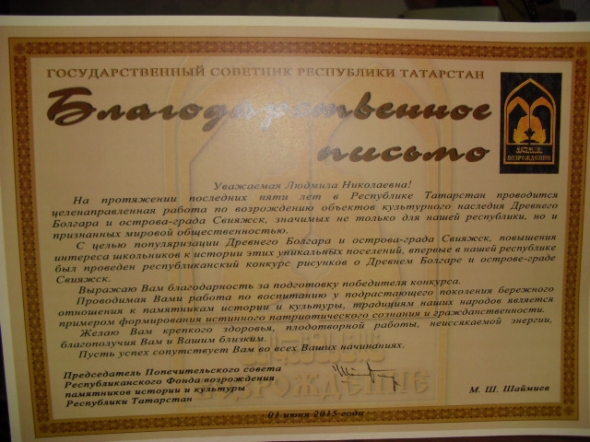 ГОСУДАРСТВЕННЫЙ СОВЕТНИК РЕСПУБЛИКИ ТАТАРСТАН
Благодарственное
письмо
ВОЗРОЖДЕНИЕ
Уважаемая Людмила Николаевна!
На протяжении последних пяти лет в Республике Татарстан проводится
целенаправленная работа по возрождению объектов культурного наследия Древнего
Болгара и острова-града Свияжск, значимых не только для нашей республики, но и
признанных мировой общественностью.
С целью популяризации Древнего Болгара и острова-града Свияжск, повышения
интереса школьников к истории этих уникальных поселений, впервые в нашей республике
был проведен республиканский конкурс рисунков о Древнем Болгаре и острове-граде
Свияжск.
Выражаю Вам благодарность за подготовку победителя конкурса.
Проводимая Вами работа по воспитанию у подрастающего поколения бережного
отношения к памятникам истории и культуры, традициям наших народов является
примером формирования истинного патриотического сознания и гражданственности.
Желаю Вам крепкого здоровья, плодотворной работы, неиссякаемой энергии,
благополучия Вам и Вашим близким.
Пусть успех сопутствует Вам во всех Ваших начинаниях.
Председатель Попечительского совета
Республиканского Фонда возрождения
памятников истории и культуры
Республики Татарстан
М. Ш. Шаймиев
ВОЗРОЖДЕНИЕ
01 июня 2015 года